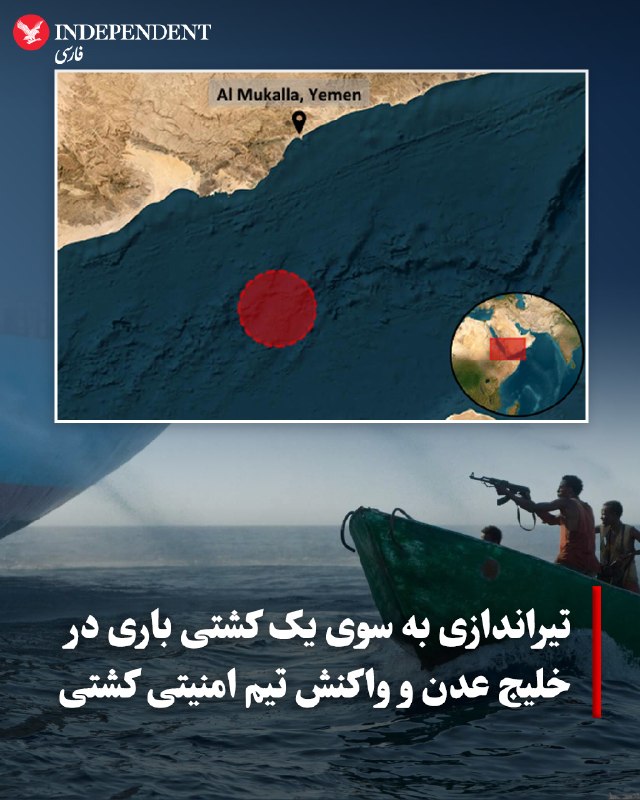 INDEPENDENT
فارسی
Al Mukalla, Yemen
تیراندازی به سوی یک کشتی باری در
خلیج عدن و واکنش تیم امنیتی کشتی